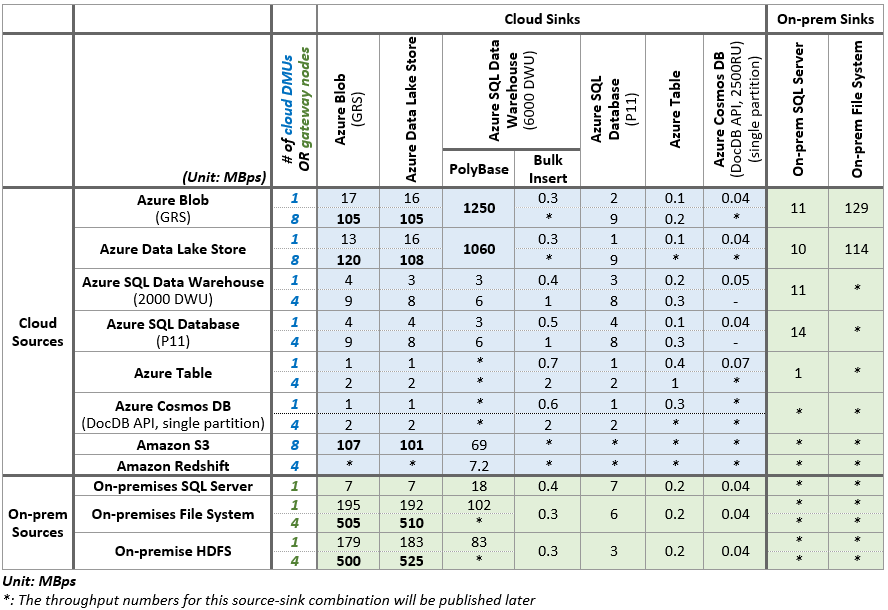 Cloud Sinks On-prem Sinks
(Unit: MBps) # of cloud DMUs OR gateway nodes Azure Blob (GRS) Azure Data Lake Store Azure SQL Data Warehouse (6000 DWU) Azure SQL Database (P11) Azure Table Azure Cosmos DB (DocDB API, 2500RU) (single partition) On-prem SQL Server On-prem File System
PolyBase Bulk Insert
Cloud Sources
Azure Blob (GRS) 1 17 16 1250 0.3 2 0.1 0.04 11 129
8 105 105 * 9 0.2 *
Azure Data Lake Store 1 13 16 1060 0.3 1 0.1 0.04 10 114
8 120 108 * 9 * *
Azure SQL Data Warehouse (2000 DWU) 1 4 3 3 0.4 3 0.2 0.05 11 *
4 9 8 6 1 8 0.3 -
Azure SQL Database (P11) 1 4 4 3 0.5 4 0.1 0.04 14 *
4 9 8 6 1 8 0.3 -
Azure Table 1 1 1 * 0.7 1 0.4 0.07 1 *
4 2 2 * 2 2 1 *
Azure Cosmos DB (DocDB API, single partition) 1 1 1 * 0.6 1 0.3 * * *
4 2 2 * 2 2 * *
Amazon S3 8 107 101 69 * * * * * *
Amazon Redshift 4 * * 7.2 * * * * * *
On-prem Sources
On-premises SQL Server 1 7 7 18 0.4 7 0.2 0.04 * *
On-premises File System 1 195 192 102 0.3 6 0.2 0.04 * *
4 505 510 * * *
On-premise HDFS 1 179 183 83 0.3 3 0.2 0.04 * *
4 500 525 * * *
Unit: MBps
*: The throughput numbers for this source-sink combination will be published later